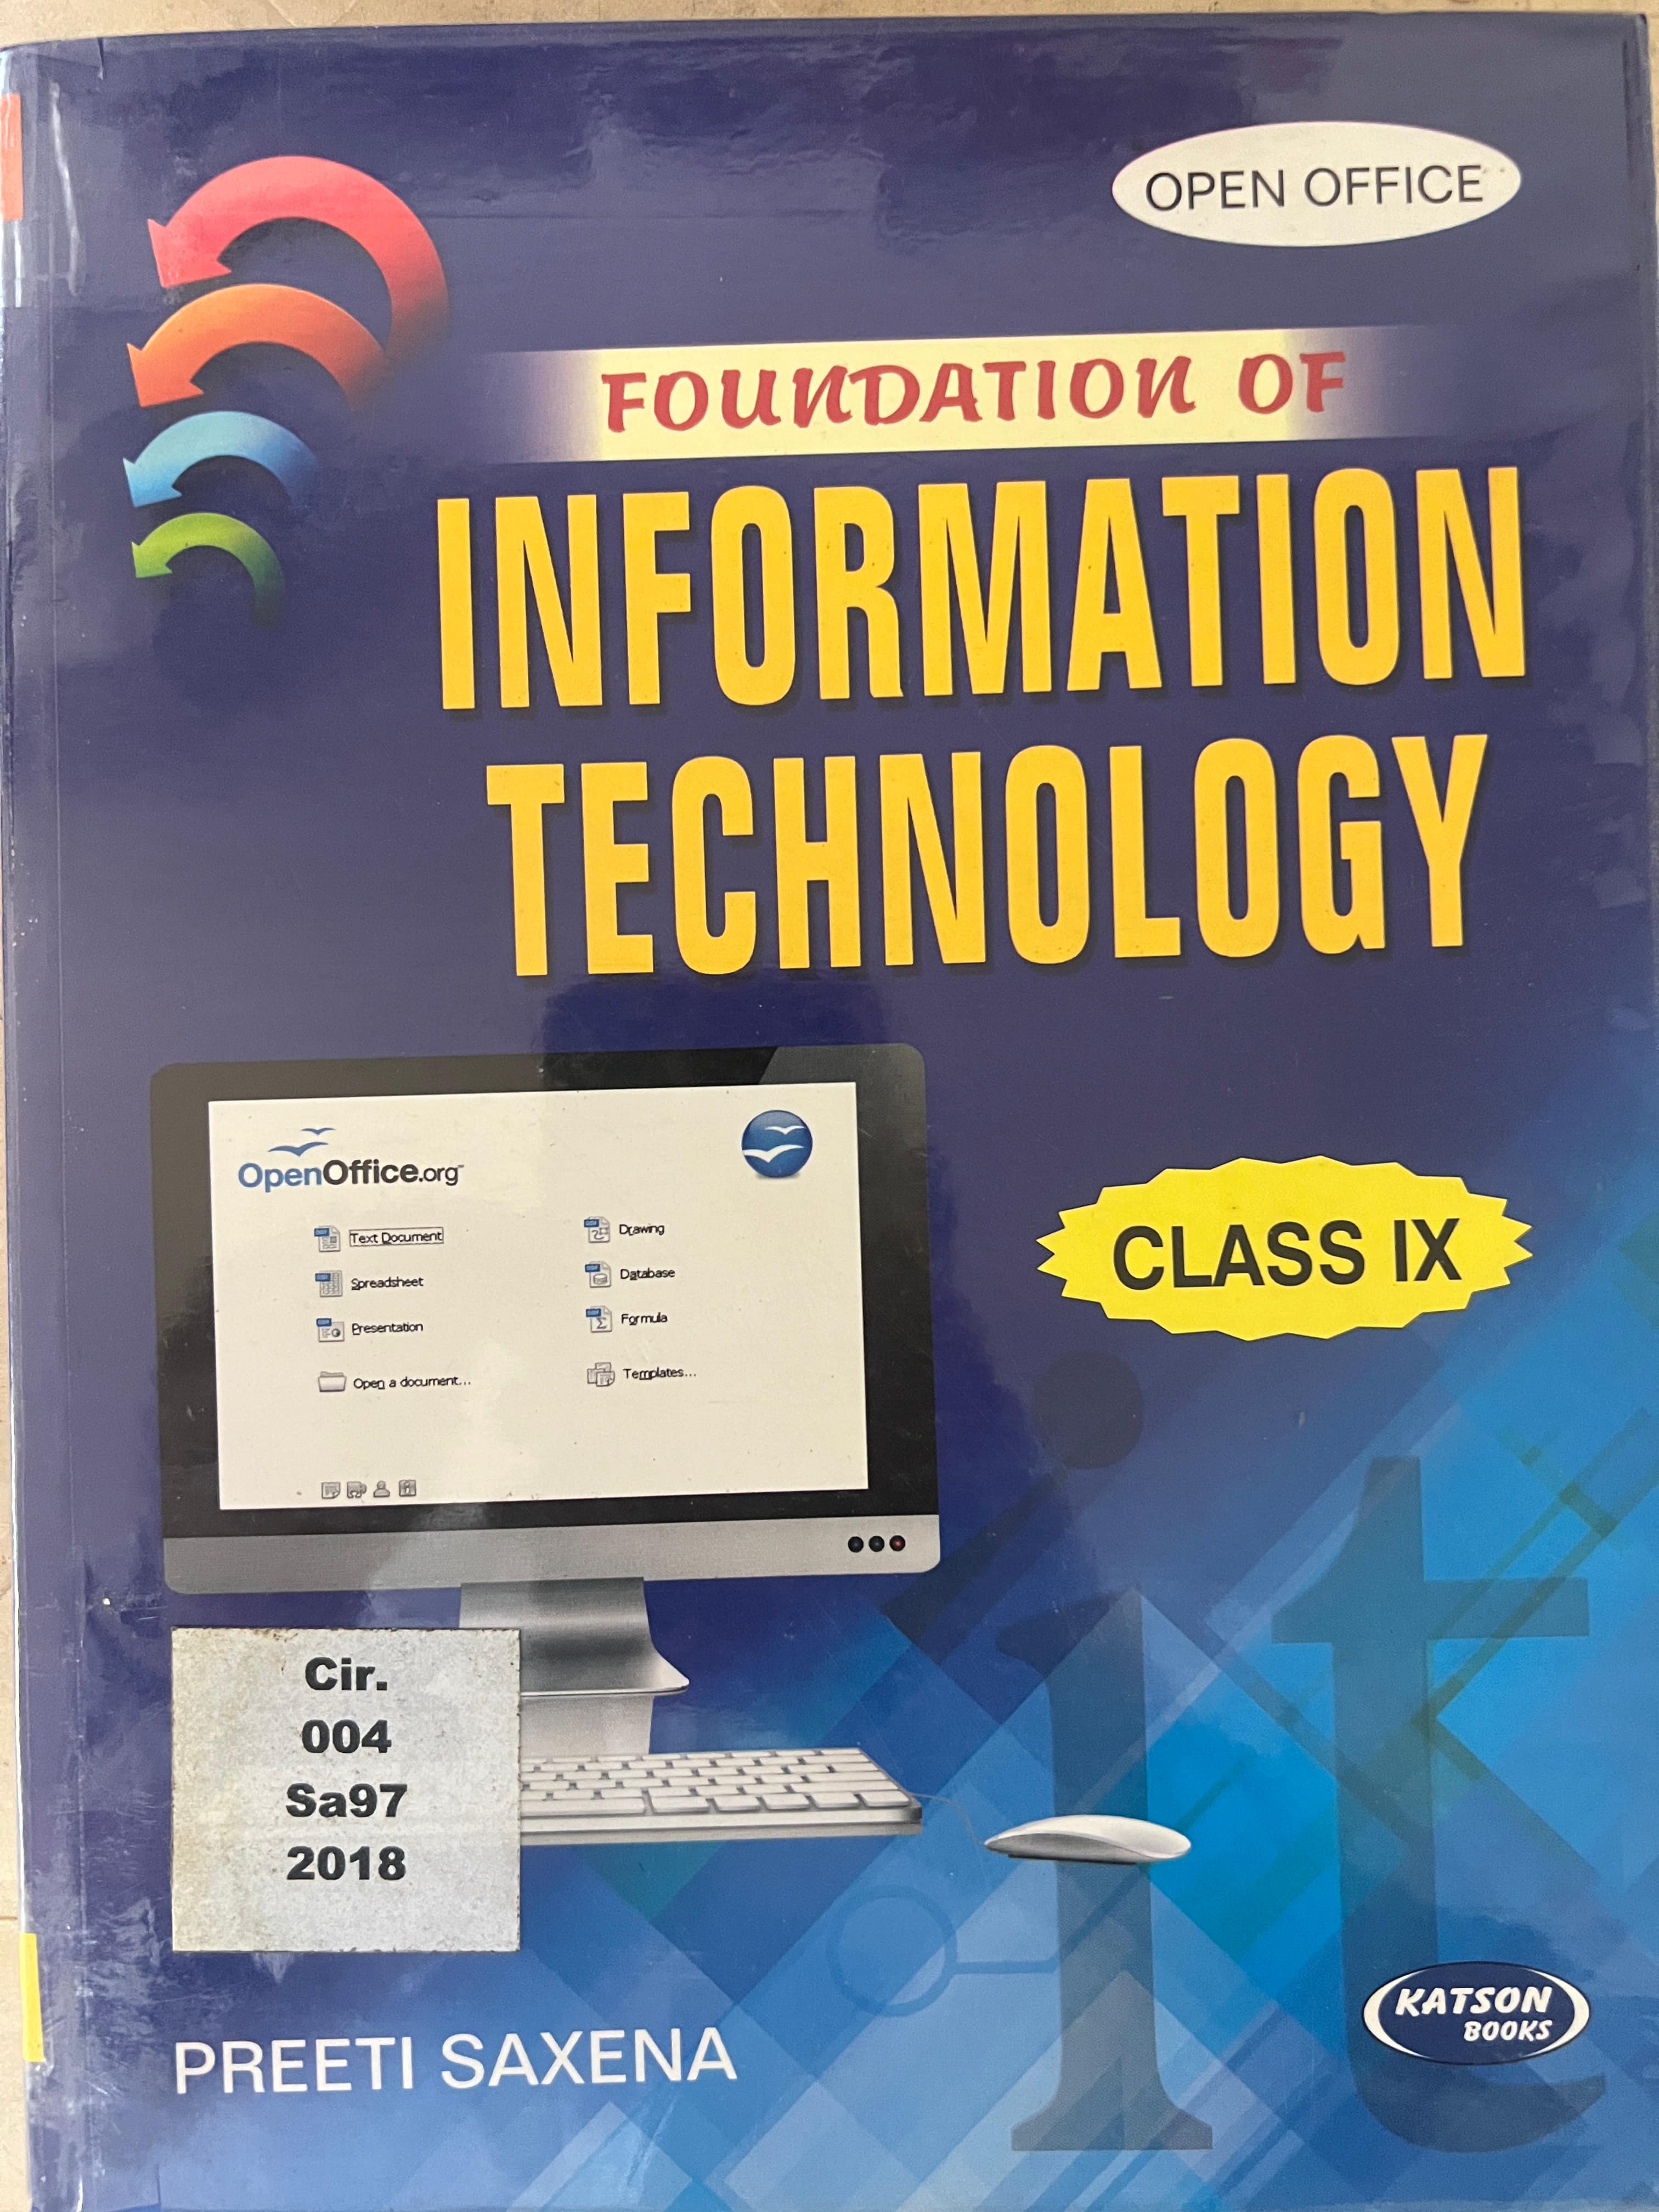 OPEN OFFICE
FOUNDATION OF
INFORMATION
TECHNOLOGY
OpenOffice.org
Text Document
Drawing
Spreadsheet
Database
Presentation
Formula
Open a document...
Templates...
CLASS IX
it
Cir.
004
Sa97
2018
KATSON
BOOKS
PREETI SAXENA